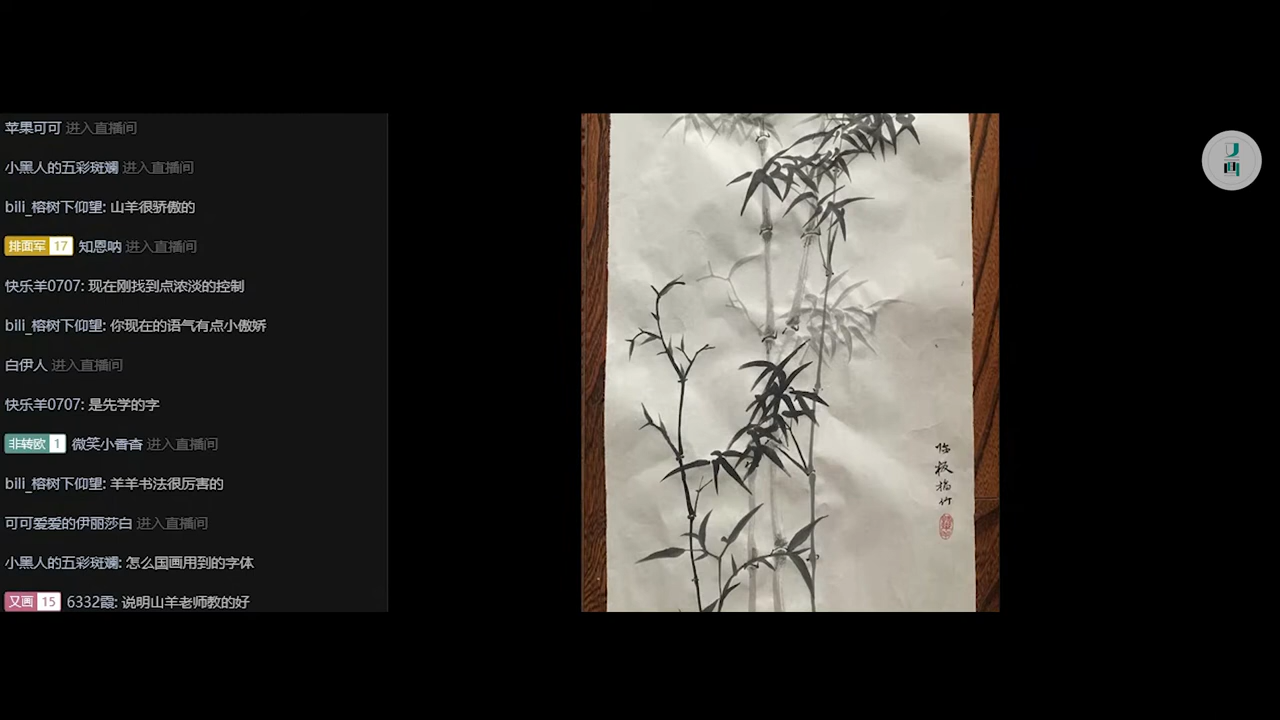 苹果可可 进入直播间
小黑人的五彩斑斓 进入直播间
bili_榕树下仰望: 山羊很骄傲的
排面军 17 知恩呐 进入直播间
快乐羊0707: 现在刚找到点浓淡的控制
bili_榕树下仰望: 你现在的语气有点小傲娇
白伊人 进入直播间
快乐羊0707: 是先学的字
非转欧 1 微笑小香杳 进入直播间
bili_榕树下仰望: 羊羊书法很厉害的
可可爱爱的伊丽莎白 进入直播间
小黑人的五彩斑斓: 怎么国画用到的字体
又画 15 6332霞: 说明山羊老师教的好
临板橋竹
又画